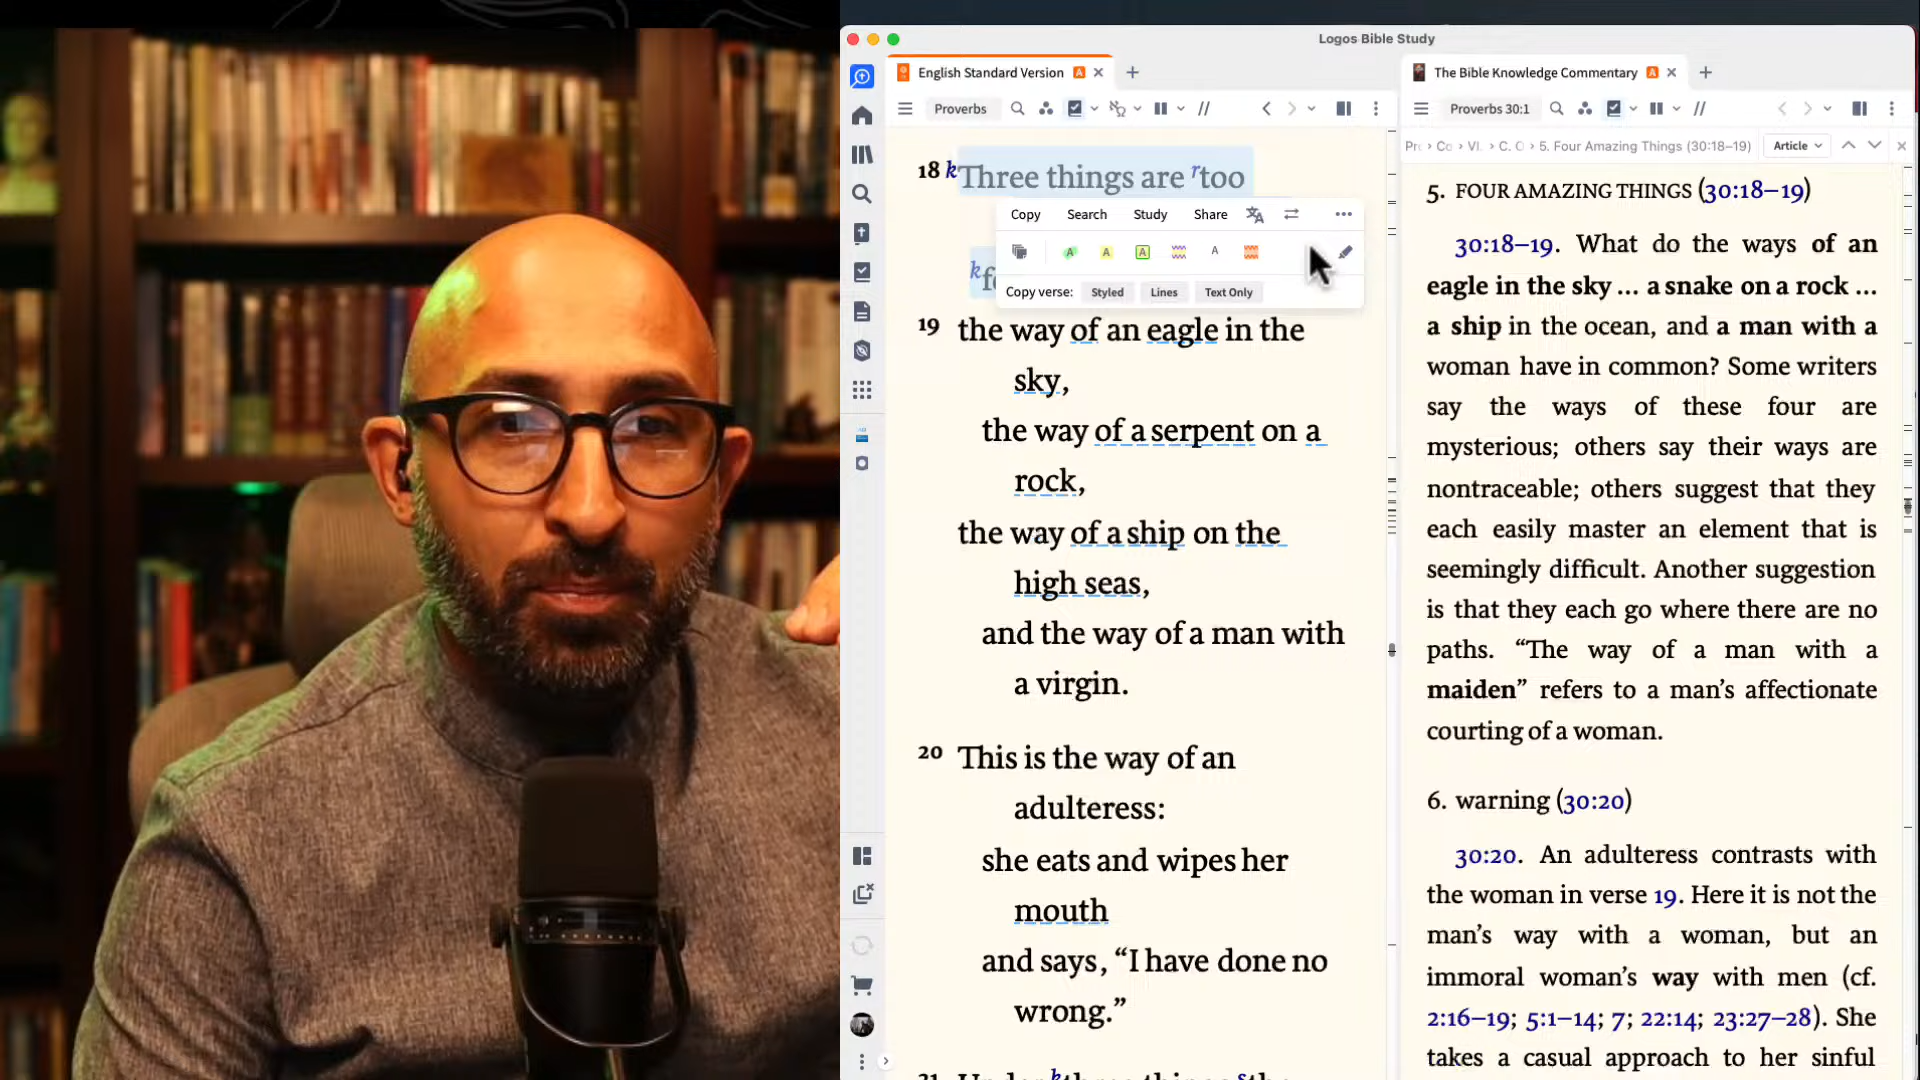 Logos Bible Study
English Standard Version A
The Bible Knowledge Commentary A
Proverbs
Proverbs 30:1
Pr › Co › VI. › C. O › 5. Four Amazing Things (30:18–19)
Article
18 kThree things are rtoo
Copy Search Study Share
A A A A
Copy verse: Styled Lines Text Only
19 the way of an eagle in the
sky,
the way of a serpent on a
rock,
the way of a ship on the
high seas,
and the way of a man with
a virgin.
20 This is the way of an
adulteress:
she eats and wipes her
mouth
and says, “I have done no
wrong.”
5. FOUR AMAZING THINGS (30:18–19)
30:18–19. What do the ways of an
eagle in the sky ... a snake on a rock ...
a ship in the ocean, and a man with a
woman have in common? Some writers
say the ways of these four are
mysterious; others say their ways are
nontraceable; others suggest that they
each easily master an element that is
seemingly difficult. Another suggestion
is that they each go where there are no
paths. “The way of a man with a
maiden” refers to a man’s affectionate
courting of a woman.
6. warning (30:20)
30:20. An adulteress contrasts with
the woman in verse 19. Here it is not the
man’s way with a woman, but an
immoral woman’s way with men (cf.
2:16–19; 5:1–14; 7; 22:14; 23:27–28). She
takes a casual approach to her sinful